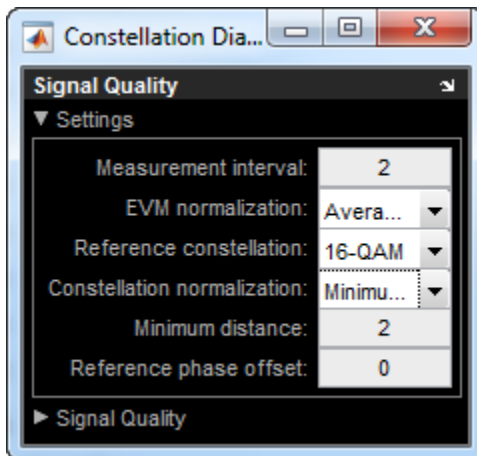 Constellation Dia...
Signal Quality
▼ Settings
Measurement interval: 2
EVM normalization: Avera...
Reference constellation: 16-QAM
Constellation normalization: Minimu...
Minimum distance: 2
Reference phase offset: 0
► Signal Quality